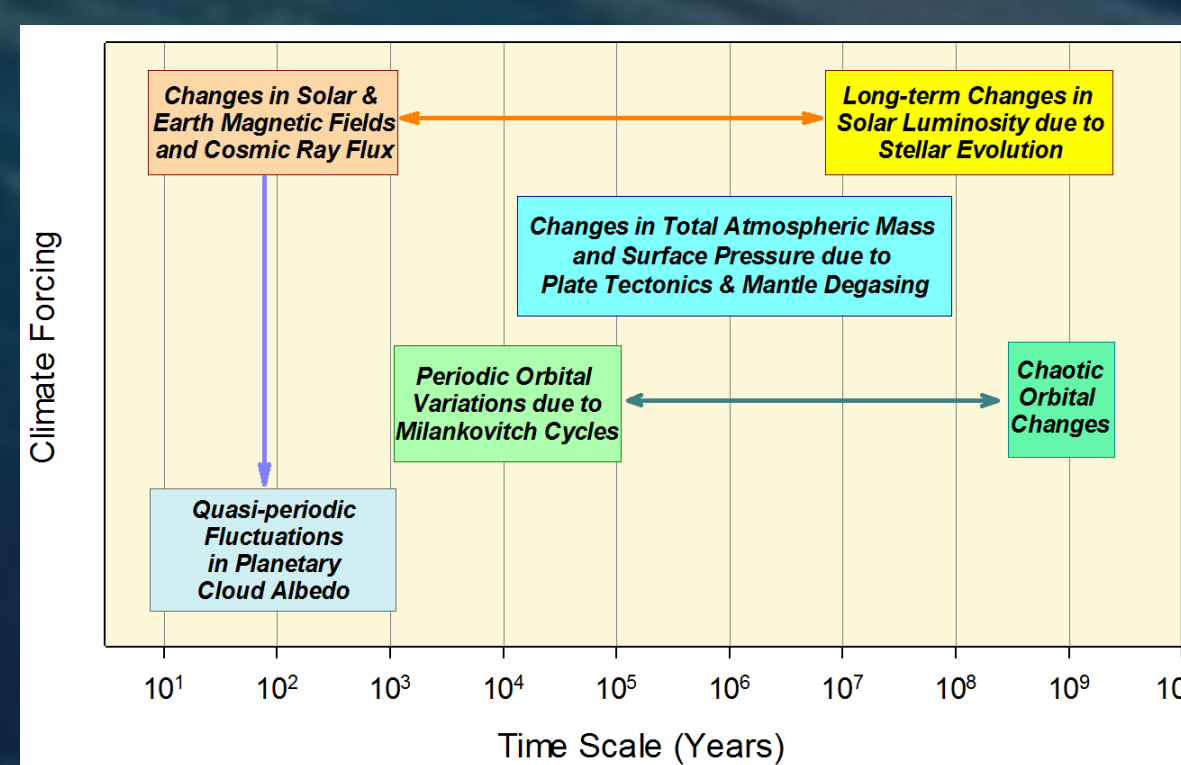 Changes in Solar &
Earth Magnetic Fields
and Cosmic Ray Flux
Long-term Changes in
Solar Luminosity due to
Stellar Evolution
Changes in Total Atmospheric Mass
and Surface Pressure due to
Plate Tectonics & Mantle Degasing
Periodic Orbital
Variations due to
Milankovitch Cycles
Chaotic
Orbital
Changes
Quasi-periodic
Fluctuations
in Planetary
Cloud Albedo
Climate Forcing
10¹ 10² 10³ 10⁴ 10⁵ 10⁶ 10⁷ 10⁸ 10⁹
Time Scale (Years)